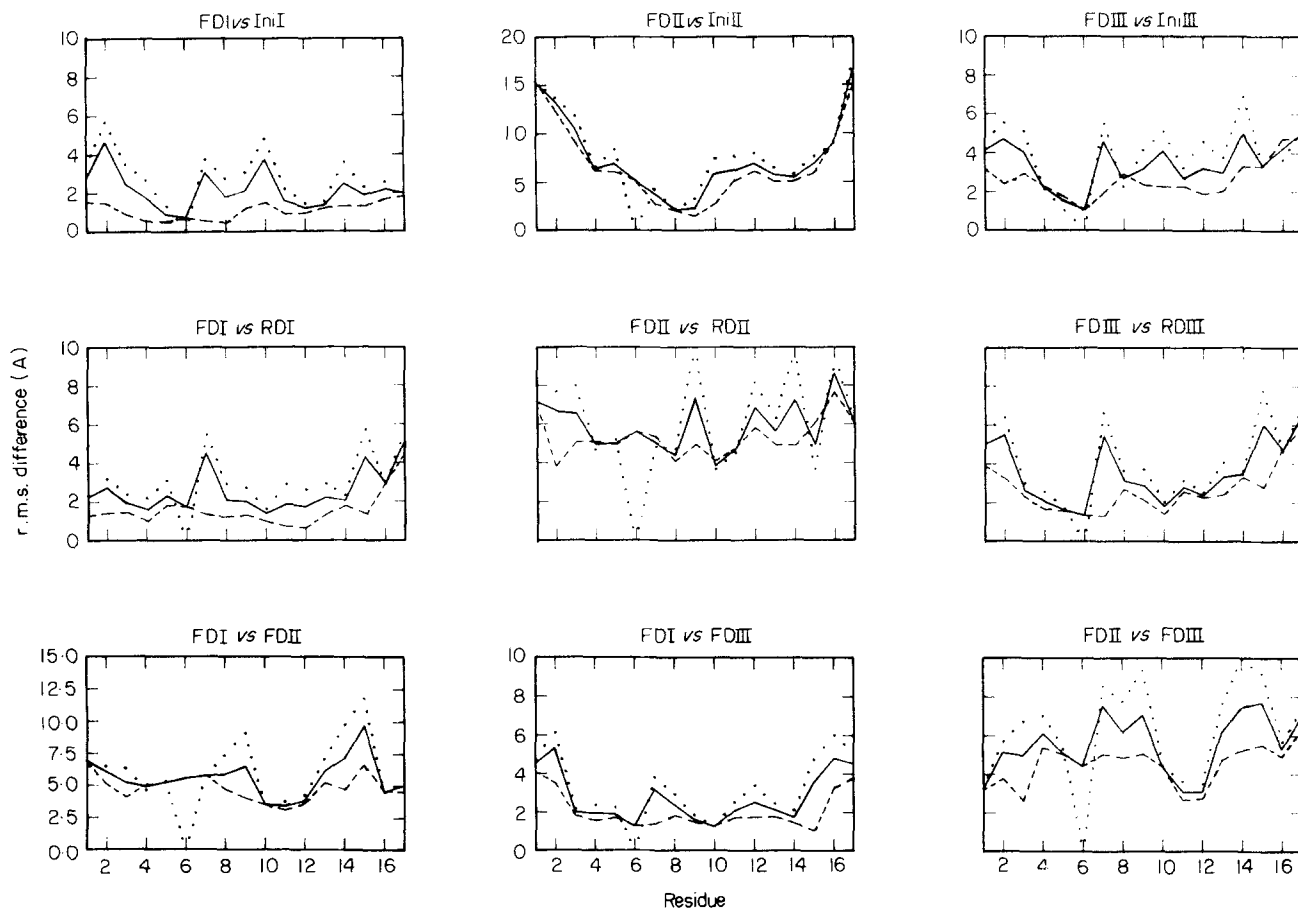 FDI vs IniI
FDII vs IniII
FDIII vs IniIII
10
8
6
4
2
0
20
15
10
5
0
10
8
6
4
2
0
FDI vs RDI
FDII vs RDII
FDIII vs RDIII
r.m.s. difference (A)
10
8
6
4
2
0
FDI vs FDII
FDI vs FDIII
FDII vs FDIII
15·0
12·5
10·0
7·5
5·0
2·5
0·0
10
8
6
4
2
0
2 4 6 8 10 12 14 16
2 4 6 8 10 12 14 16
2 4 6 8 10 12 14 16
Residue